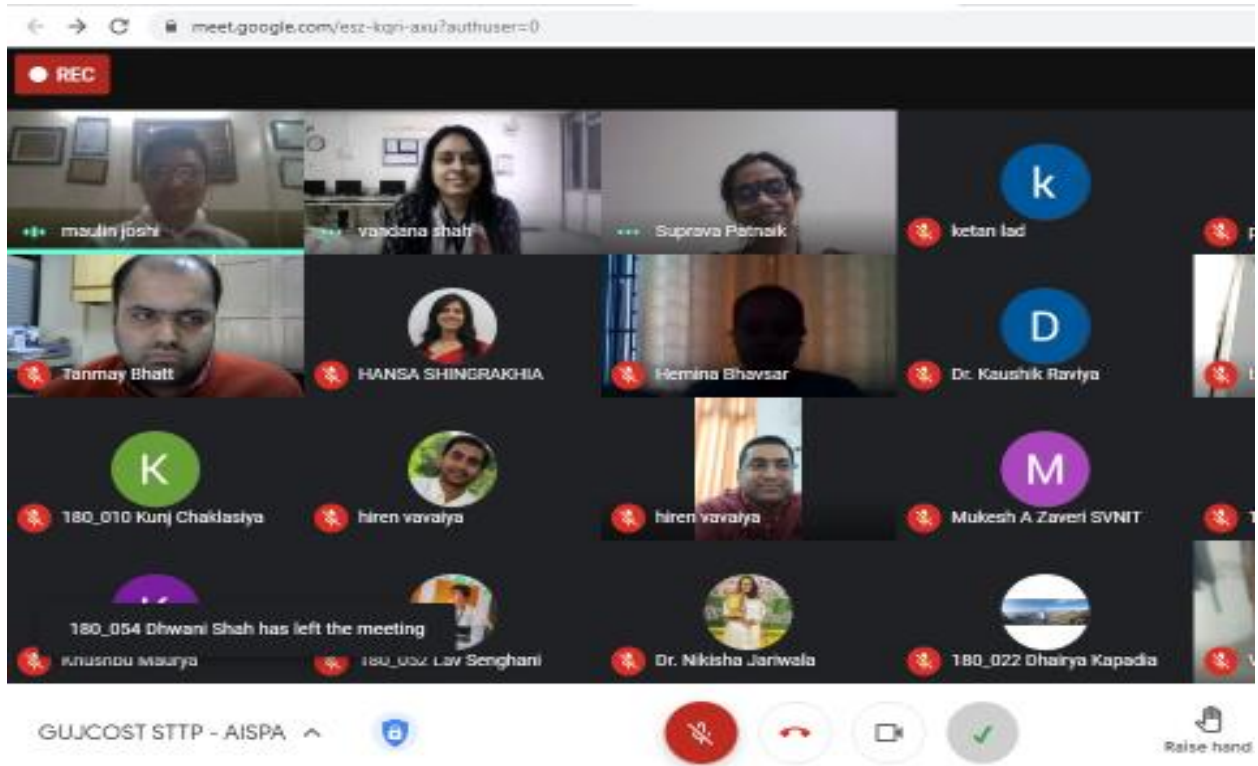 meet.google.com/esz-kqri-axu?authuser=0
REC
maulin joshi
vandana shah
Suprava Patnaik
k
ketan lad
p
Tanmay Bhatt
HANSA SHINGRAKHIA
Hemina Bhavsar
D
Dr. Kaushik Raviya
K
180_010 Kunj Chaklasiya
hiren vavaiya
hiren vavaiya
M
Mukesh A Zaveri SVNIT
180_054 Dhwani Shah has left the meeting
Khushbu Maurya
180_052 Lav Senghani
Dr. Nikisha Jariwala
180_022 Dhairya Kapadia
V
GUJCOST STTP - AISPA
Raise hand